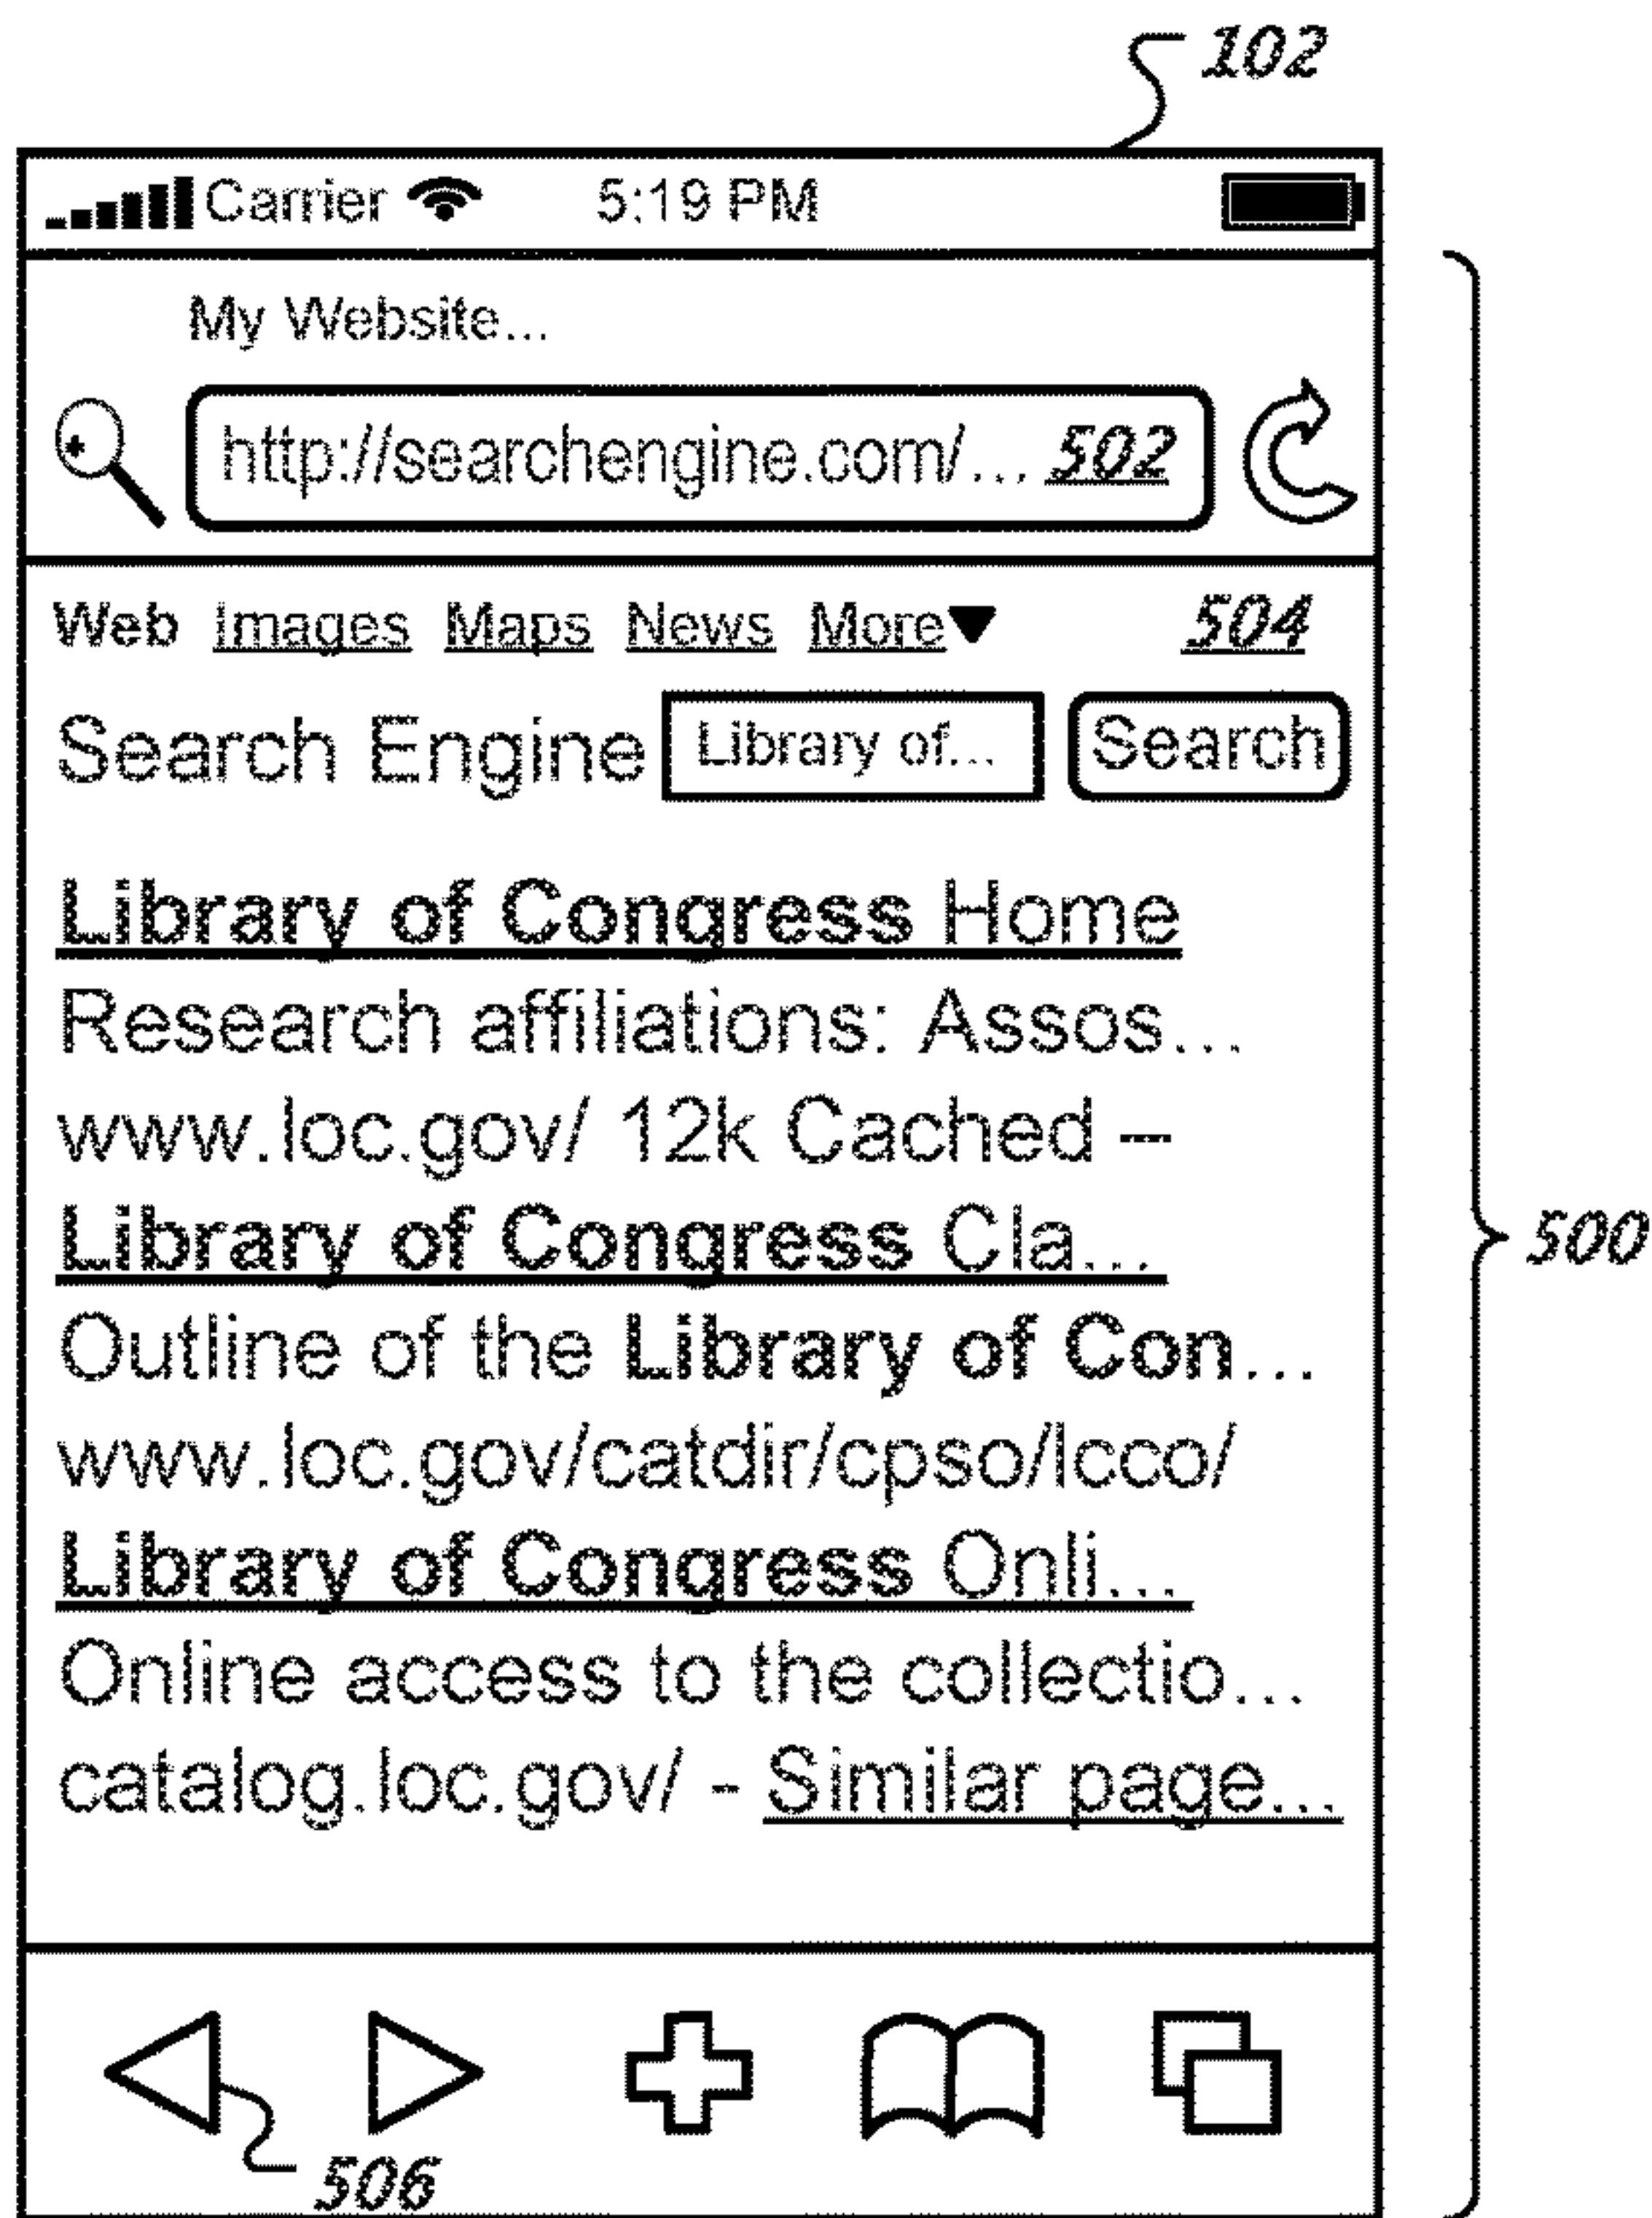 102
Carrier 5:19 PM
My Website...
http://searchengine.com/... 502
Web Images Maps News More 504
Search Engine Library of... Search
Library of Congress Home
Research affiliations: Assos...
www.loc.gov/ 12k Cached –
Library of Congress Cla...
500
Outline of the Library of Con...
www.loc.gov/catdir/cpso/lcco/
Library of Congress Onli...
Online access to the collectio...
catalog.loc.gov/ - Similar page...
506